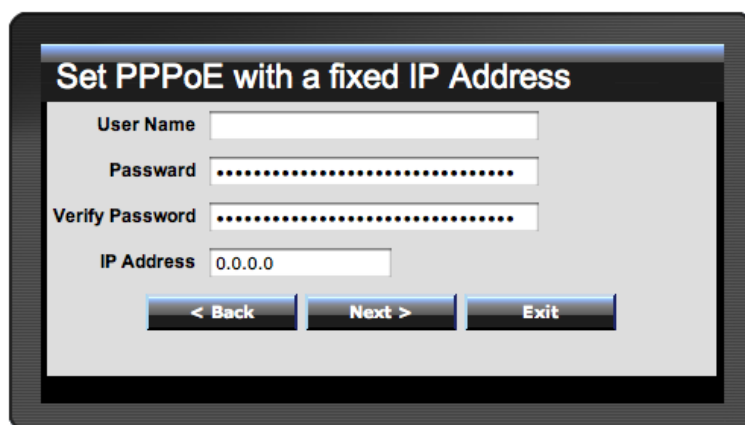 Set PPPoE with a fixed IP Address
User Name
Passward ••••••••••••••••••••••••••••••••
Verify Password ••••••••••••••••••••••••••••••••
IP Address 0.0.0.0
< Back Next > Exit